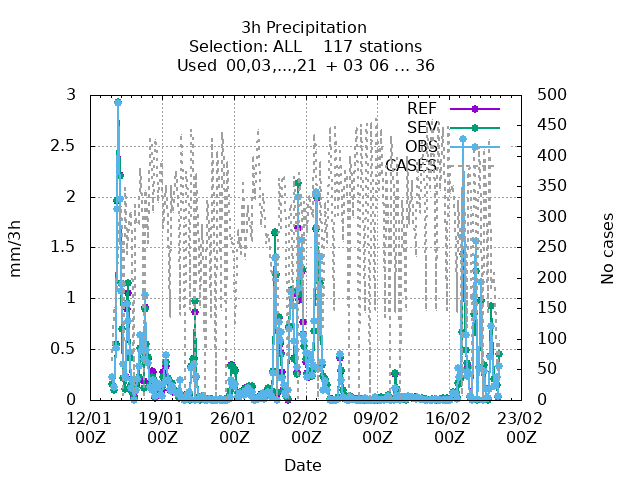 3h Precipitation
Selection: ALL 117 stations
Used 00,03,...,21 + 03 06 ... 36
3
2.5
2
1.5
1
0.5
0
mm/3h
500
450
400
350
300
250
200
150
100
50
0
No cases
REF
SEV
OBS
CASES
12/01 19/01 26/01 02/02 09/02 16/02 23/02
00Z 00Z 00Z 00Z 00Z 00Z 00Z
Date